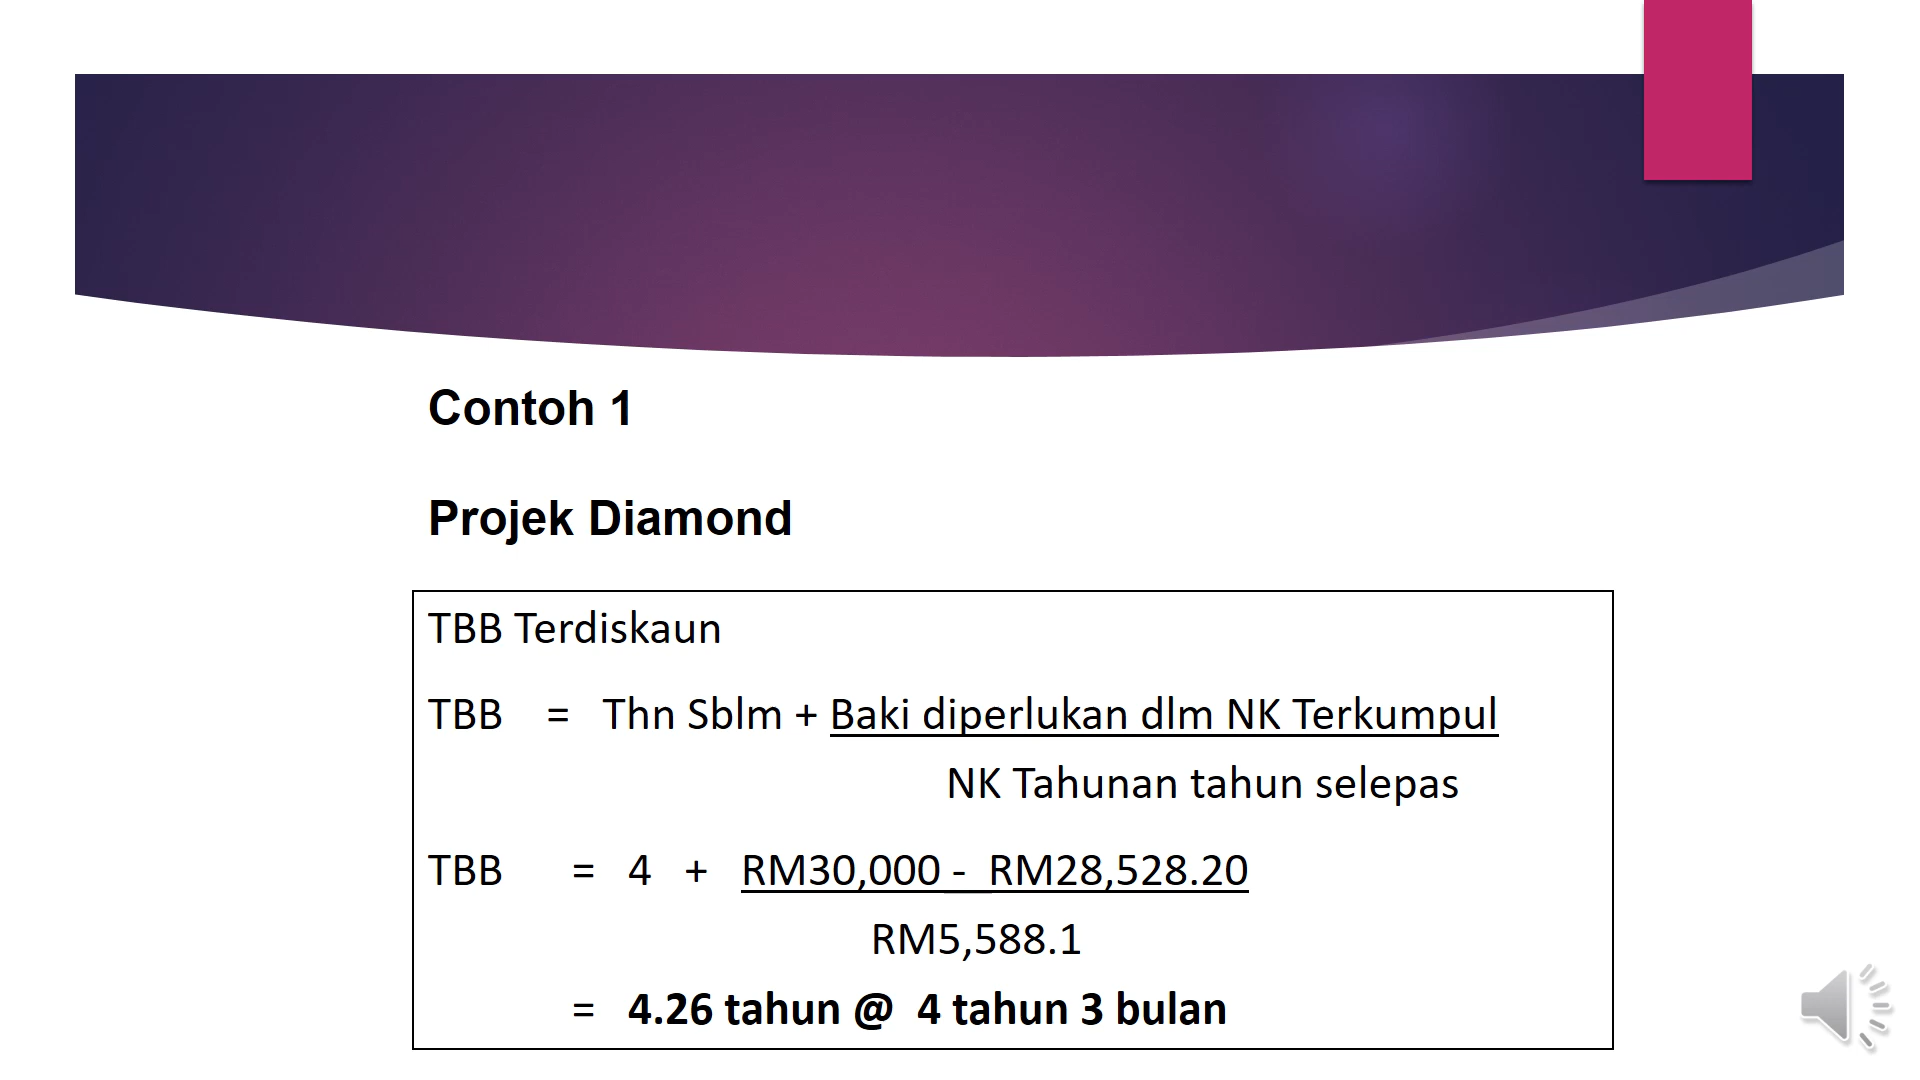 Contoh 1
Projek Diamond
TBB Terdiskaun
TBB = Thn Sblm + Baki diperlukan dlm NK Terkumpul
NK Tahunan tahun selepas
TBB = 4 + RM30,000 - RM28,528.20
RM5,588.1
= 4.26 tahun @ 4 tahun 3 bulan